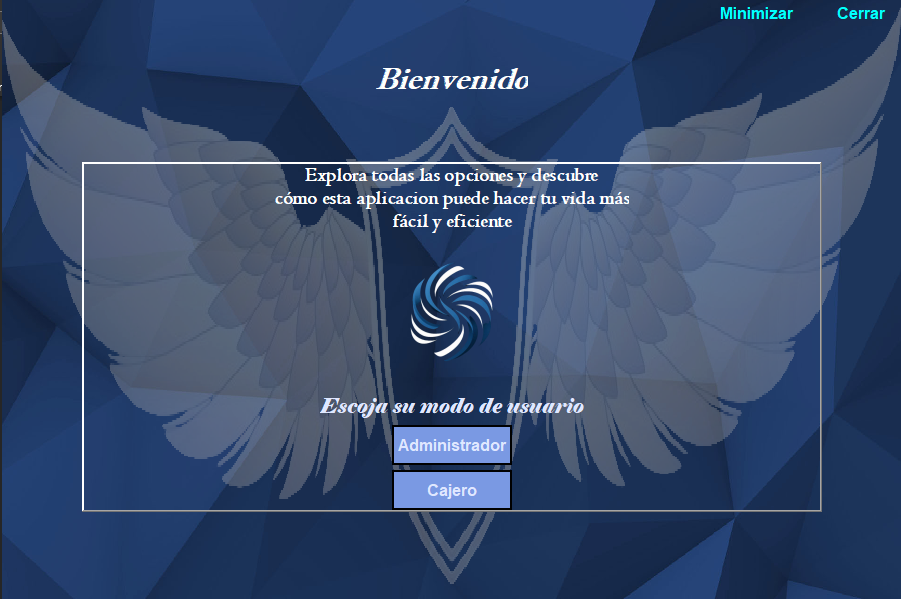 Minimizar Cerrar
Bienvenido
Explora todas las opciones y descubre
cómo esta aplicacion puede hacer tu vida más
fácil y eficiente
Escoja su modo de usuario
Administrador
Cajero